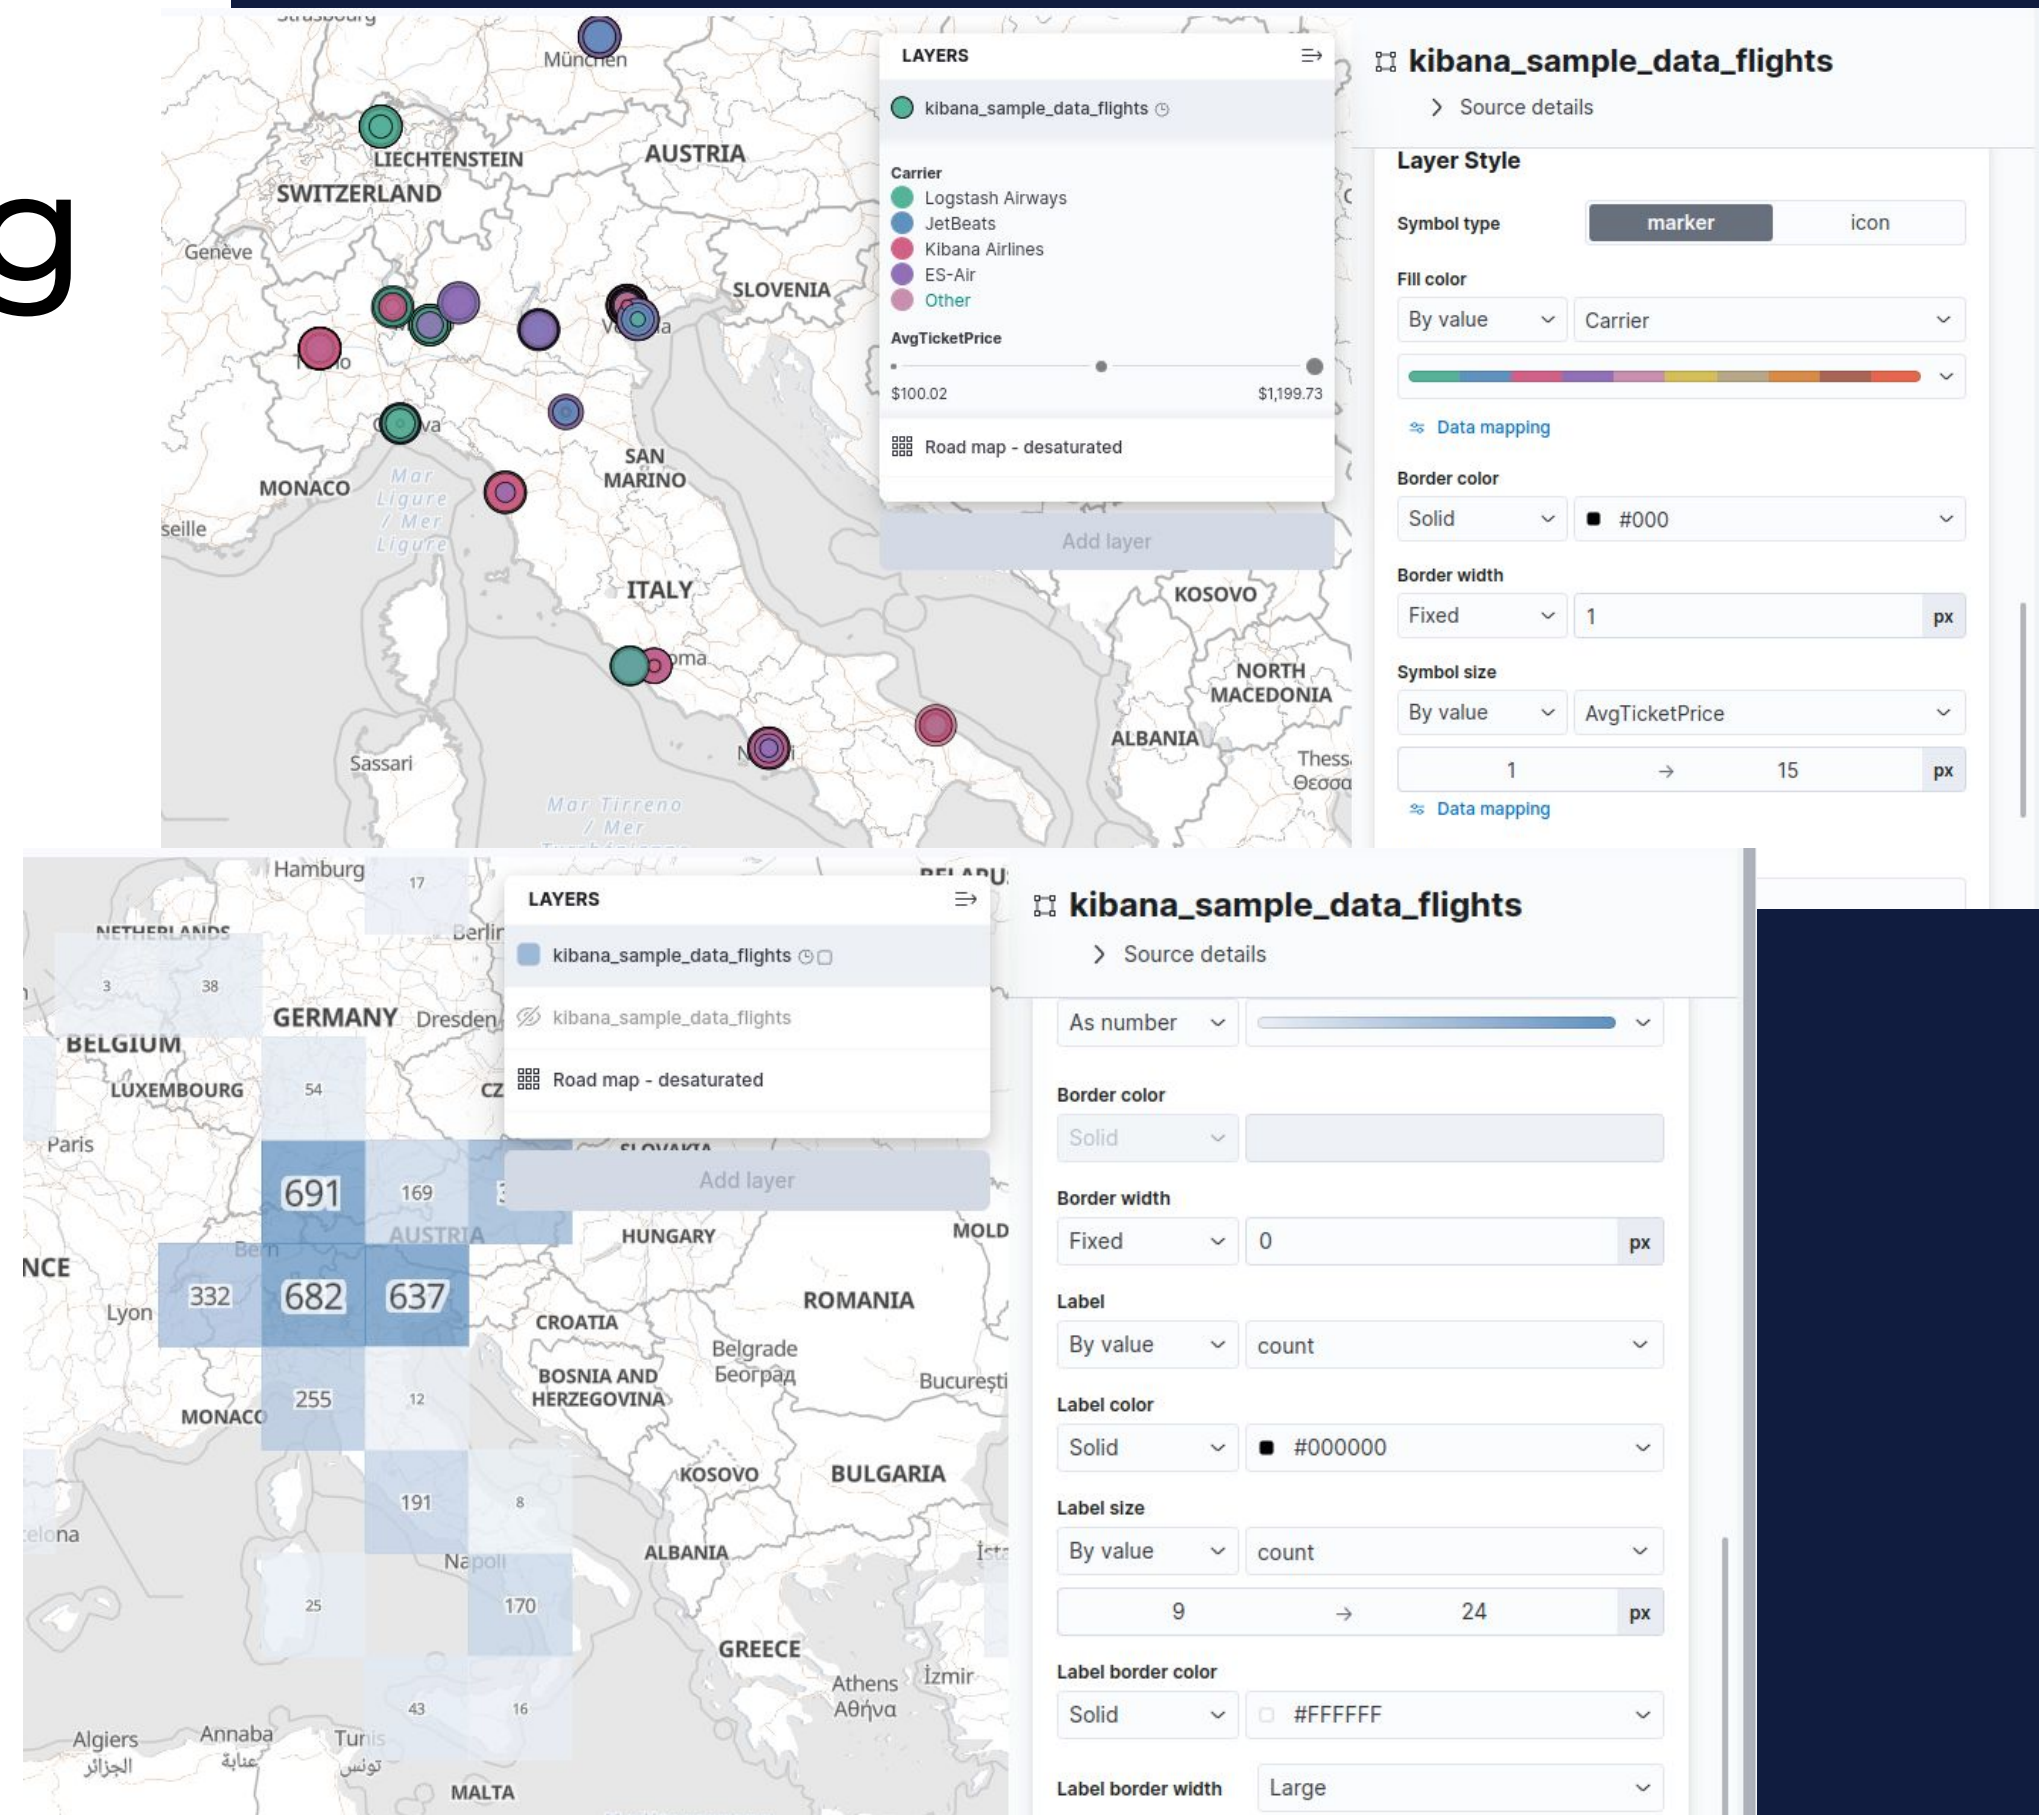 g
München
LIECHTENSTEIN
AUSTRIA
SWITZERLAND
Genève
SLOVENIA
SAN
MARINO
MONACO
Mar
Ligure
/ Mer
Ligure
seille
ITALY
KOSOVO
oma
NORTH
MACEDONIA
ALBANIA
Sassari
Thess
Θεσσα
Mar Tirreno
/ Mer
LAYERS
kibana_sample_data_flights
Carrier
Logstash Airways
JetBeats
Kibana Airlines
ES-Air
Other
AvgTicketPrice
$100.02 $1,199.73
Road map - desaturated
Add layer
kibana_sample_data_flights
Source details
Layer Style
Symbol type marker icon
Fill color
By value Carrier
Data mapping
Border color
Solid #000
Border width
Fixed 1 px
Symbol size
By value AvgTicketPrice
1 → 15 px
Data mapping
Hamburg
17
NETHERLANDS
Berlin
3 38
GERMANY Dresden
BELGIUM
LUXEMBOURG 54 CZ
Paris
SLOVAKIA
691 169
AUSTRIA HUNGARY MOLD
Bern
NCE
332 682 637 ROMANIA
Lyon CROATIA
Belgrade
Београд
BOSNIA AND
HERZEGOVINA
București
255 12
MONACO
KOSOVO BULGARIA
191 8
elona
Napoli ALBANIA İsta
25 170
GREECE
Athens
Αθήνα
İzmir
43 16
Algiers
الجزائر
Annaba
عنابة
Tunis
تونس
MALTA
LAYERS
kibana_sample_data_flights
kibana_sample_data_flights
Road map - desaturated
Add layer
kibana_sample_data_flights
Source details
As number
Border color
Solid
Border width
Fixed 0 px
Label
By value count
Label color
Solid #000000
Label size
By value count
9 → 24 px
Label border color
Solid #FFFFFF
Label border width Large